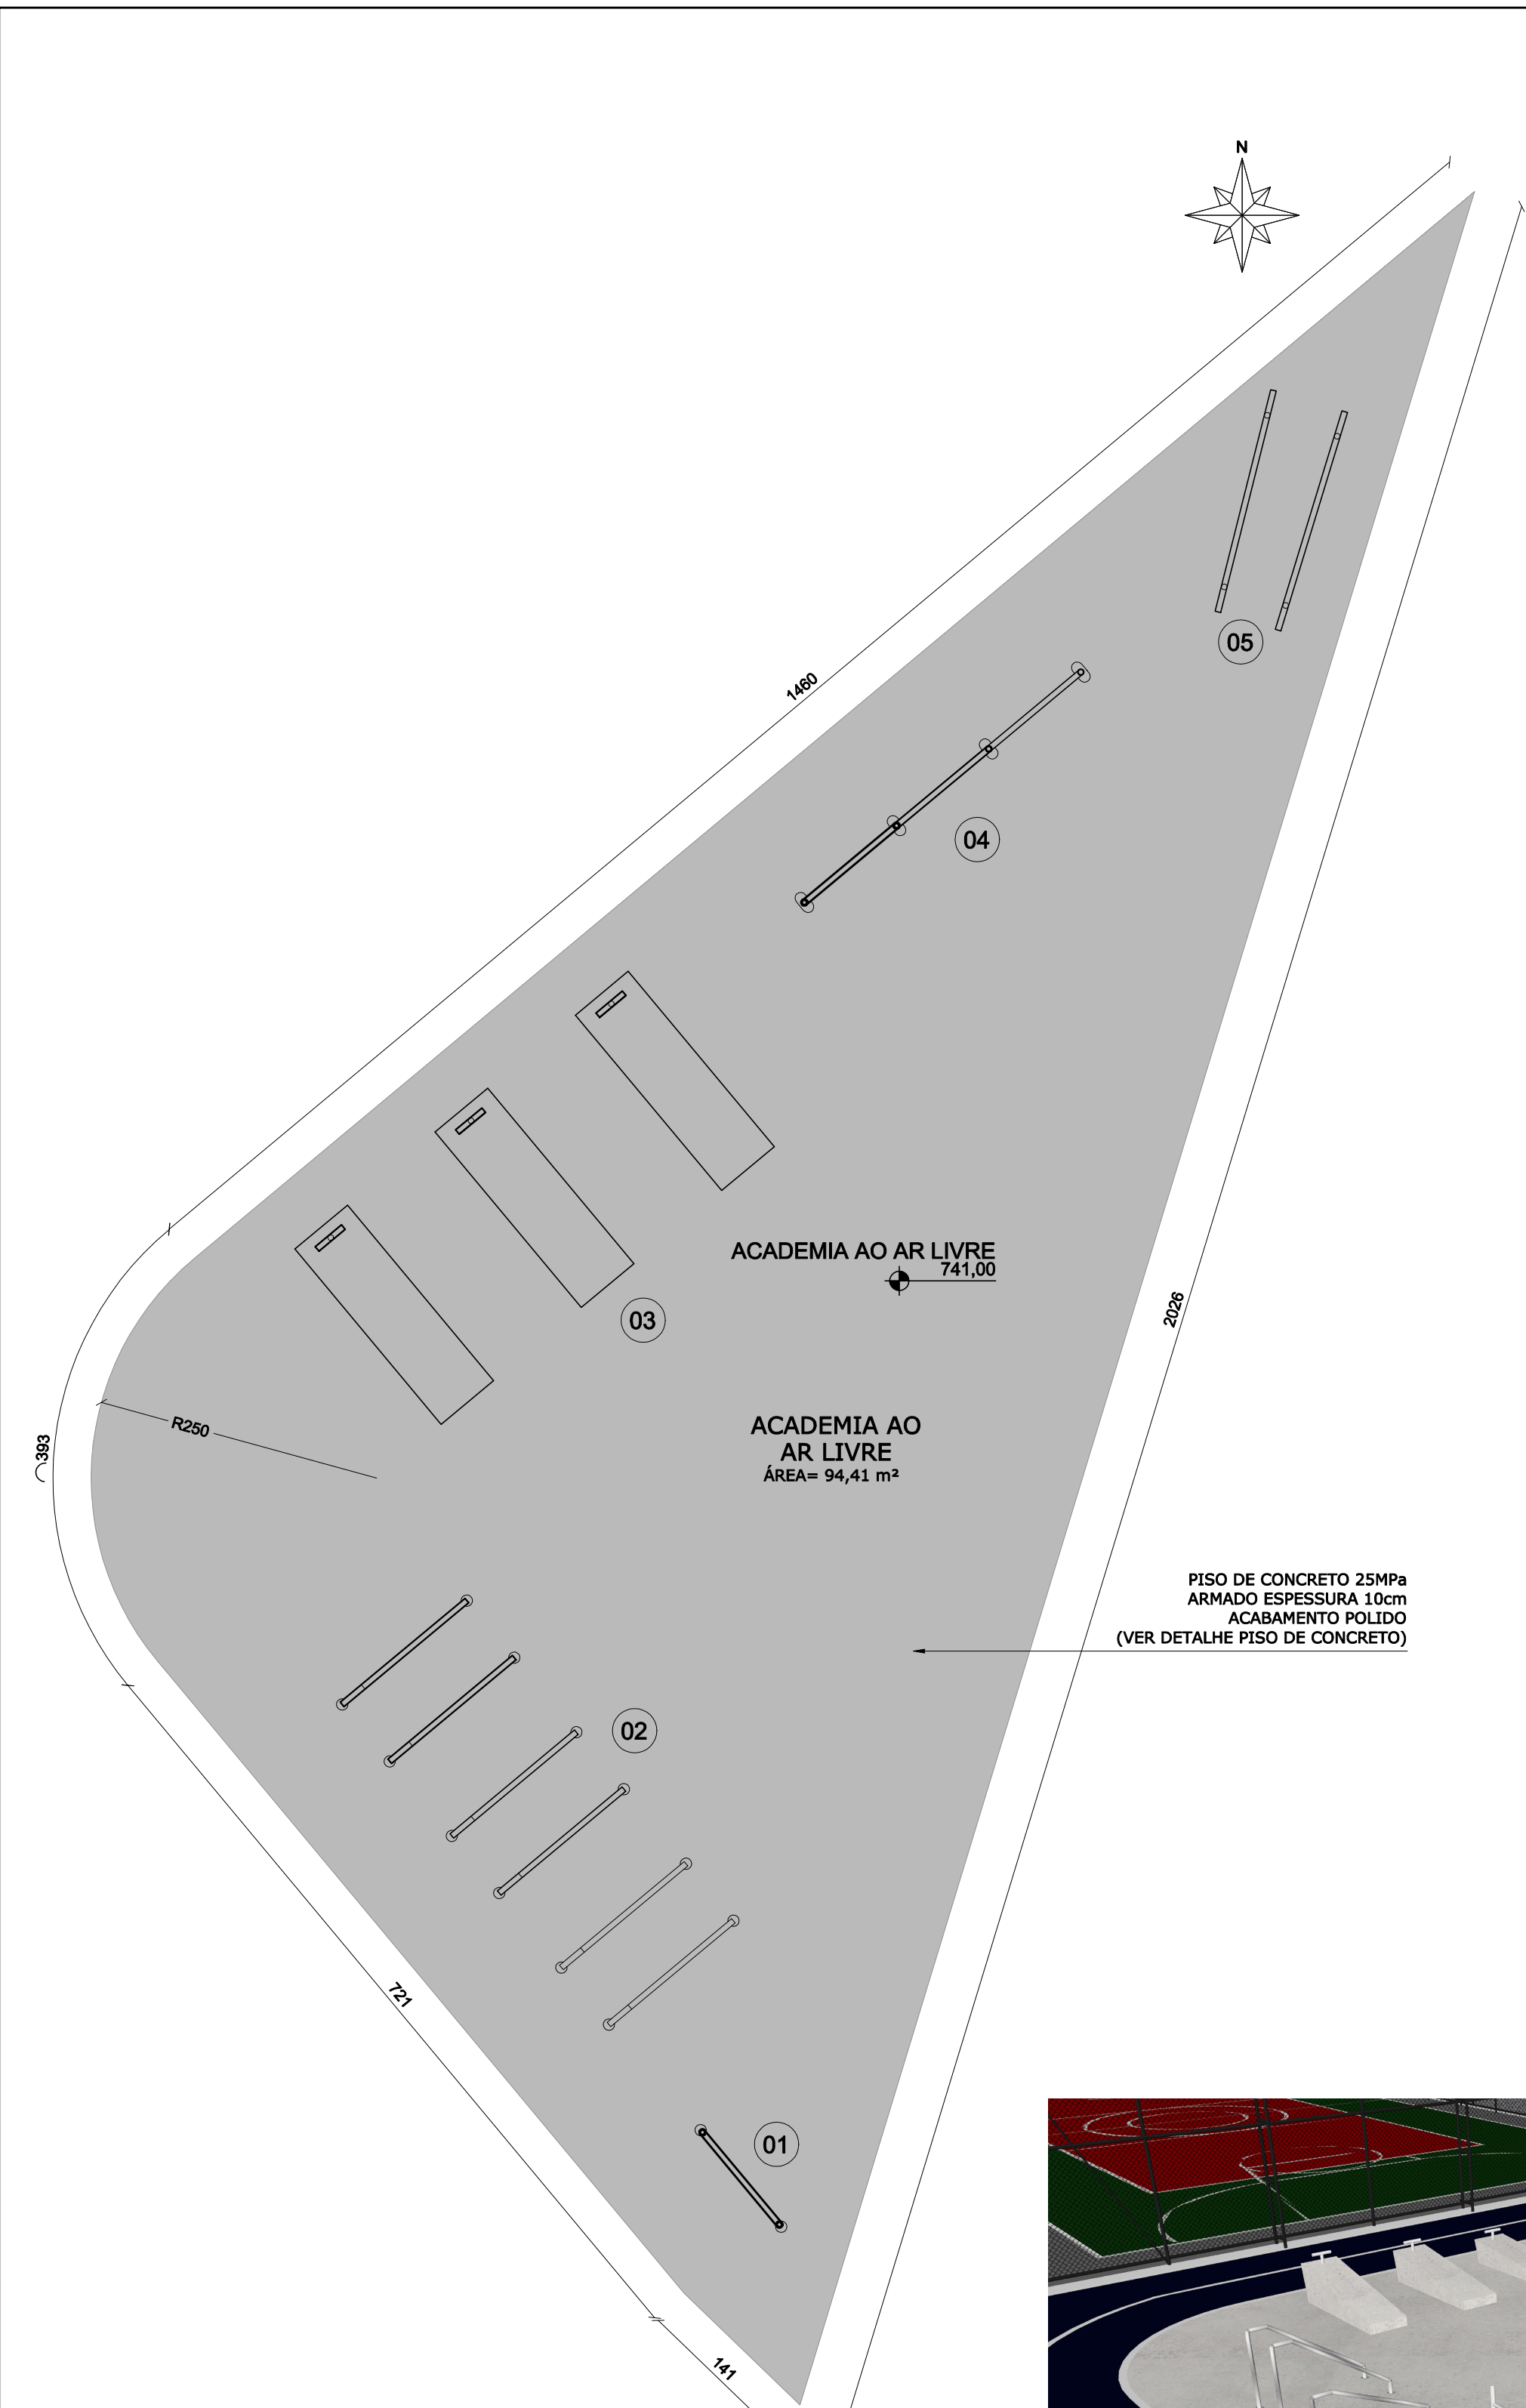 N
1460
05
04
ACADEMIA AO AR LIVRE
741,00
03
2026
R250
393
ACADEMIA AO
AR LIVRE
ÁREA= 94,41 m²
PISO DE CONCRETO 25MPa
ARMADO ESPESSURA 10cm
ACABAMENTO POLIDO
(VER DETALHE PISO DE CONCRETO)
02
721
01
141